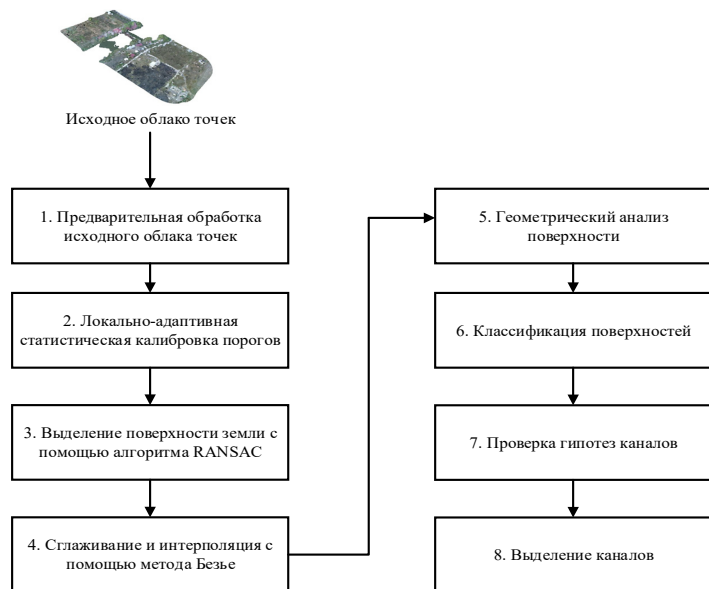 Исходное облако точек
1. Предварительная обработка
исходного облака точек
2. Локально-адаптивная
статистическая калибровка порогов
3. Выделение поверхности земли с
помощью алгоритма RANSAC
4. Сглаживание и интерполяция с
помощью метода Безье
5. Геометрический анализ
поверхности
6. Классификация поверхностей
7. Проверка гипотез каналов
8. Выделение каналов